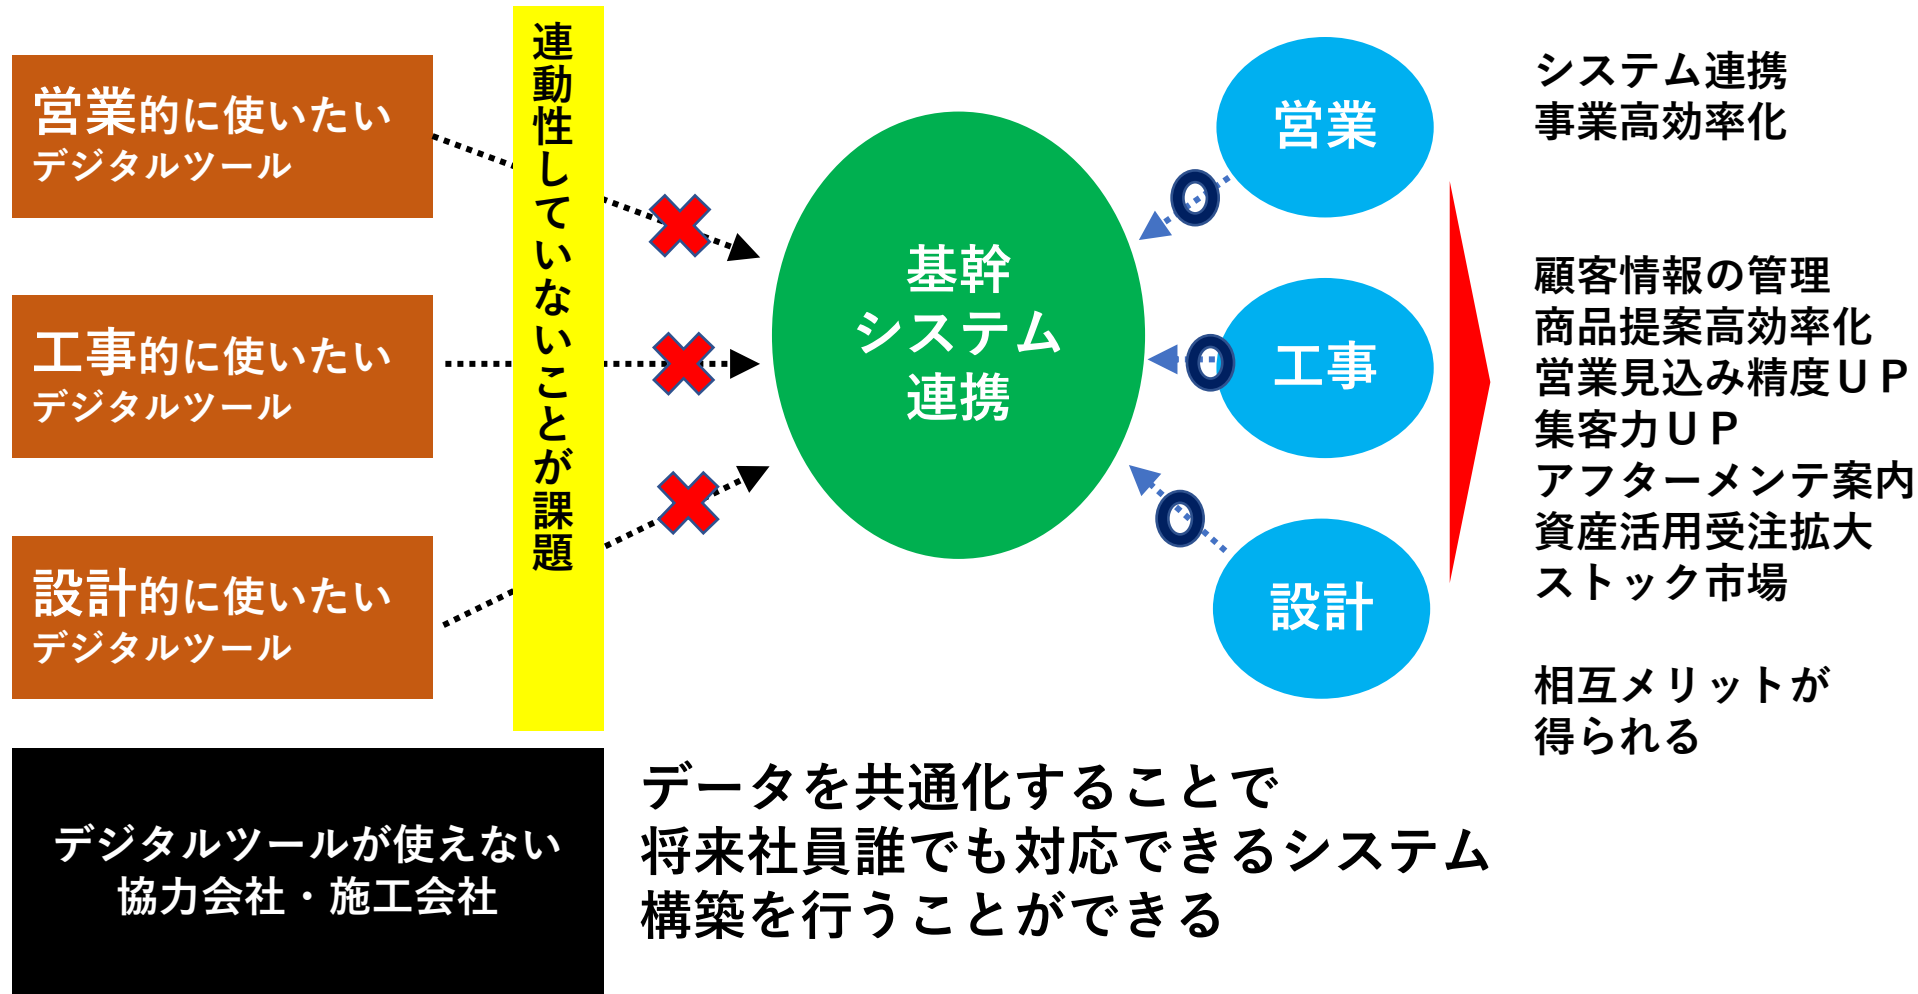 営業的に使いたい
デジタルツール
工事的に使いたい
デジタルツール
設計的に使いたい
デジタルツール
連動性していないことが課題
基幹
システム
連携
営業
工事
設計
システム連携
事業高効率化
顧客情報の管理
商品提案高効率化
営業見込み精度ＵＰ
集客力ＵＰ
アフターメンテ案内
資産活用受注拡大
ストック市場
相互メリットが
得られる
デジタルツールが使えない
協力会社・施工会社
データを共通化することで
将来社員誰でも対応できるシステム
構築を行うことができる